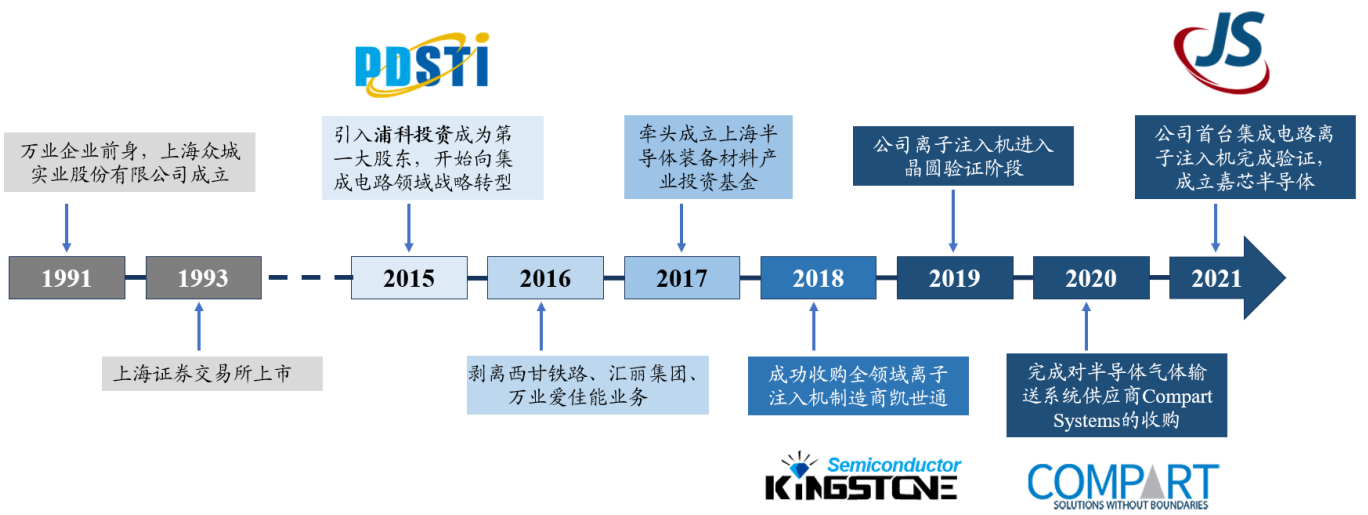 PDSTi
JS
万业企业前身，上海众城
实业股份有限公司成立
引入浦科投资成为第
一大股东，开始向集
成电路领域战略转型
牵头成立上海半
导体装备材料产
业投资基金
公司离子注入机进入
晶圆验证阶段
公司首台集成电路离
子注入机完成验证，
成立嘉芯半导体
1991
1993
2015
2016
2017
2018
2019
2020
2021
上海证券交易所上市
剥离西甘铁路、汇丽集团、
万业爱佳能业务
成功收购全领域离子
注入机制造商凯世通
完成对半导体气体输
送系统供应商Compart
Systems的收购
Semiconductor
KINGSTONE
COMPART
SOLUTIONS WITHOUT BOUNDARIES